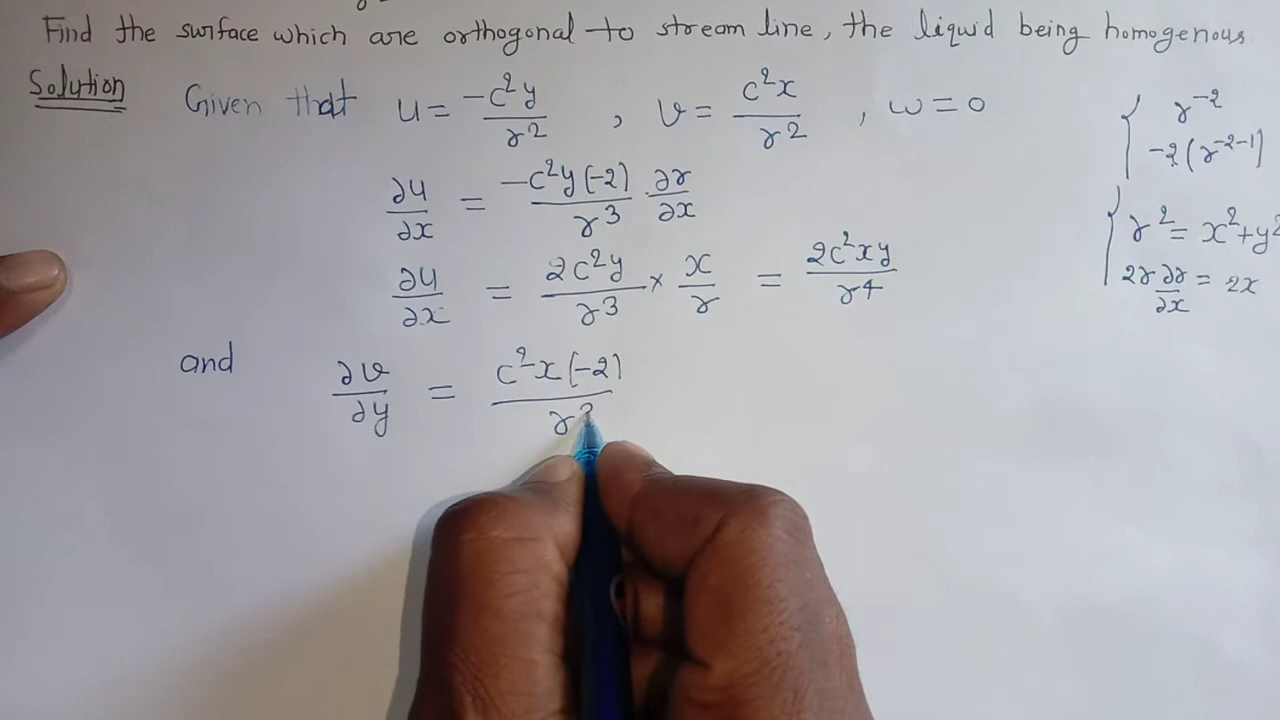 Find the surface which are orthogonal to stream line, the liquid being homogenous.
Solution Given that u = -c²y/r² , v = c²x/r² , w = 0
∂u/∂x = -c²y(-2)/r³ . ∂r/∂x
∂u/∂x = 2c²y/r³ × x/r = 2c²xy/r⁴
and ∂v/∂y = c²x(-2)/r³
{ r⁻²
-2(r⁻²⁻¹)
{ r² = x²+y²
2r ∂r/∂x = 2x